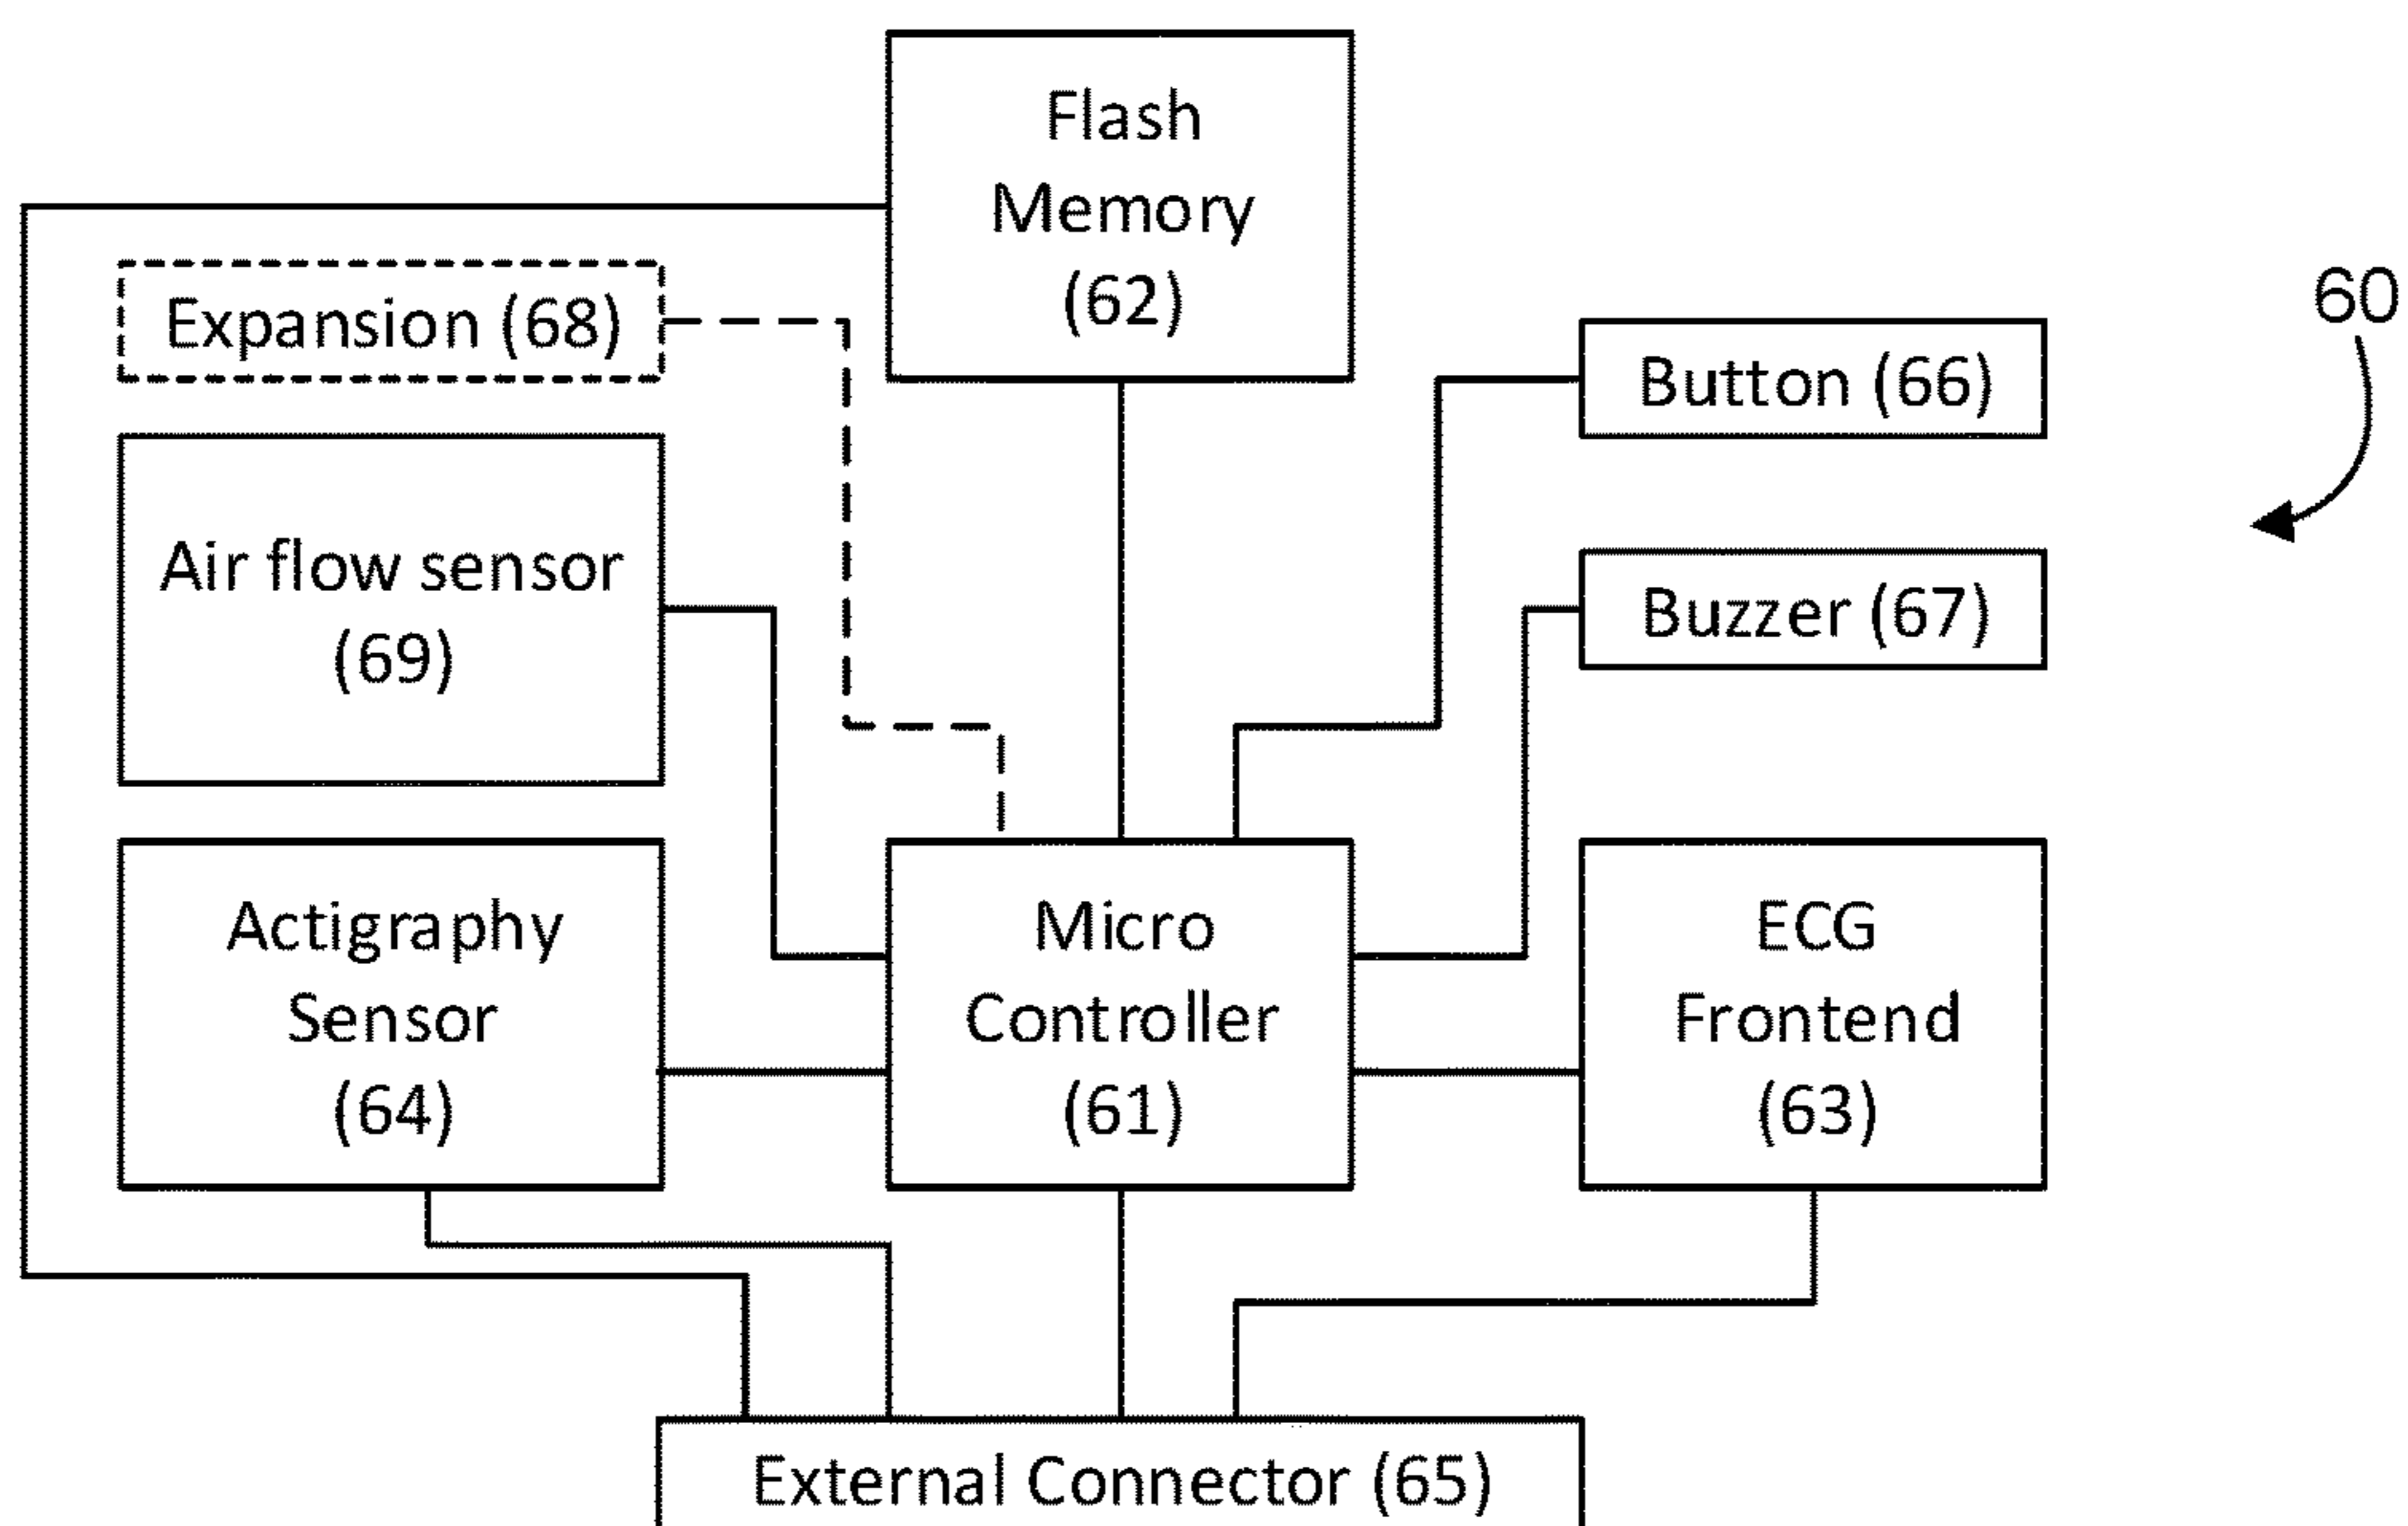 Flash
Memory
(62)
Expansion (68)
60
Button (66)
Air flow sensor
(69)
Buzzer (67)
Actigraphy
Sensor
(64)
Micro
Controller
(61)
ECG
Frontend
(63)
External Connector (65)